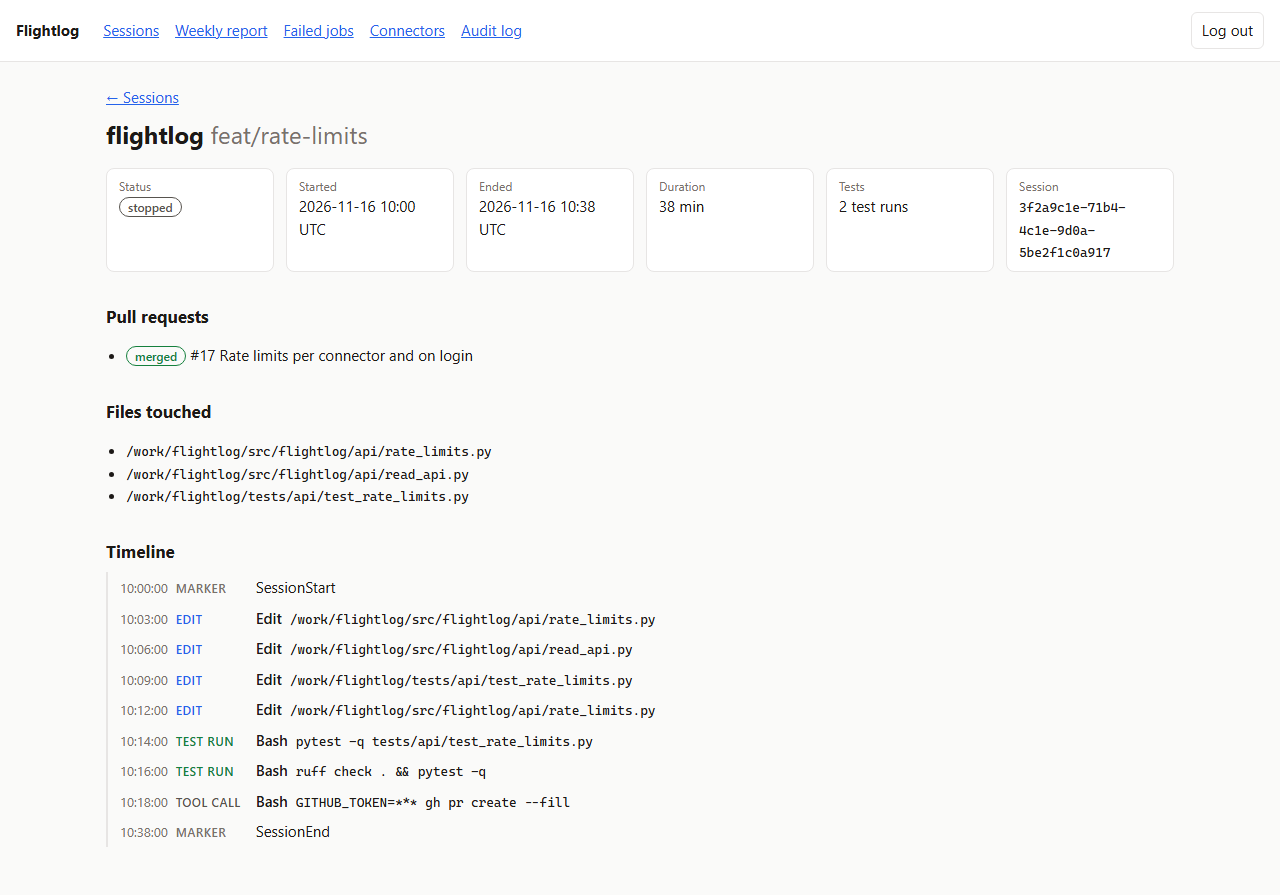 Flightlog Sessions Weekly report Failed jobs Connectors Audit log Log out
← Sessions
flightlog feat/rate-limits
Status
stopped
Started
2026-11-16 10:00
UTC
Ended
2026-11-16 10:38
UTC
Duration
38 min
Tests
2 test runs
Session
3f2a9c1e-71b4-
4c1e-9d0a-
5be2f1c0a917
Pull requests
merged #17 Rate limits per connector and on login
Files touched
/work/flightlog/src/flightlog/api/rate_limits.py
/work/flightlog/src/flightlog/api/read_api.py
/work/flightlog/tests/api/test_rate_limits.py
Timeline
10:00:00 MARKER SessionStart
10:03:00 EDIT Edit /work/flightlog/src/flightlog/api/rate_limits.py
10:06:00 EDIT Edit /work/flightlog/src/flightlog/api/read_api.py
10:09:00 EDIT Edit /work/flightlog/tests/api/test_rate_limits.py
10:12:00 EDIT Edit /work/flightlog/src/flightlog/api/rate_limits.py
10:14:00 TEST RUN Bash pytest -q tests/api/test_rate_limits.py
10:16:00 TEST RUN Bash ruff check . && pytest -q
10:18:00 TOOL CALL Bash GITHUB_TOKEN=*** gh pr create --fill
10:38:00 MARKER SessionEnd